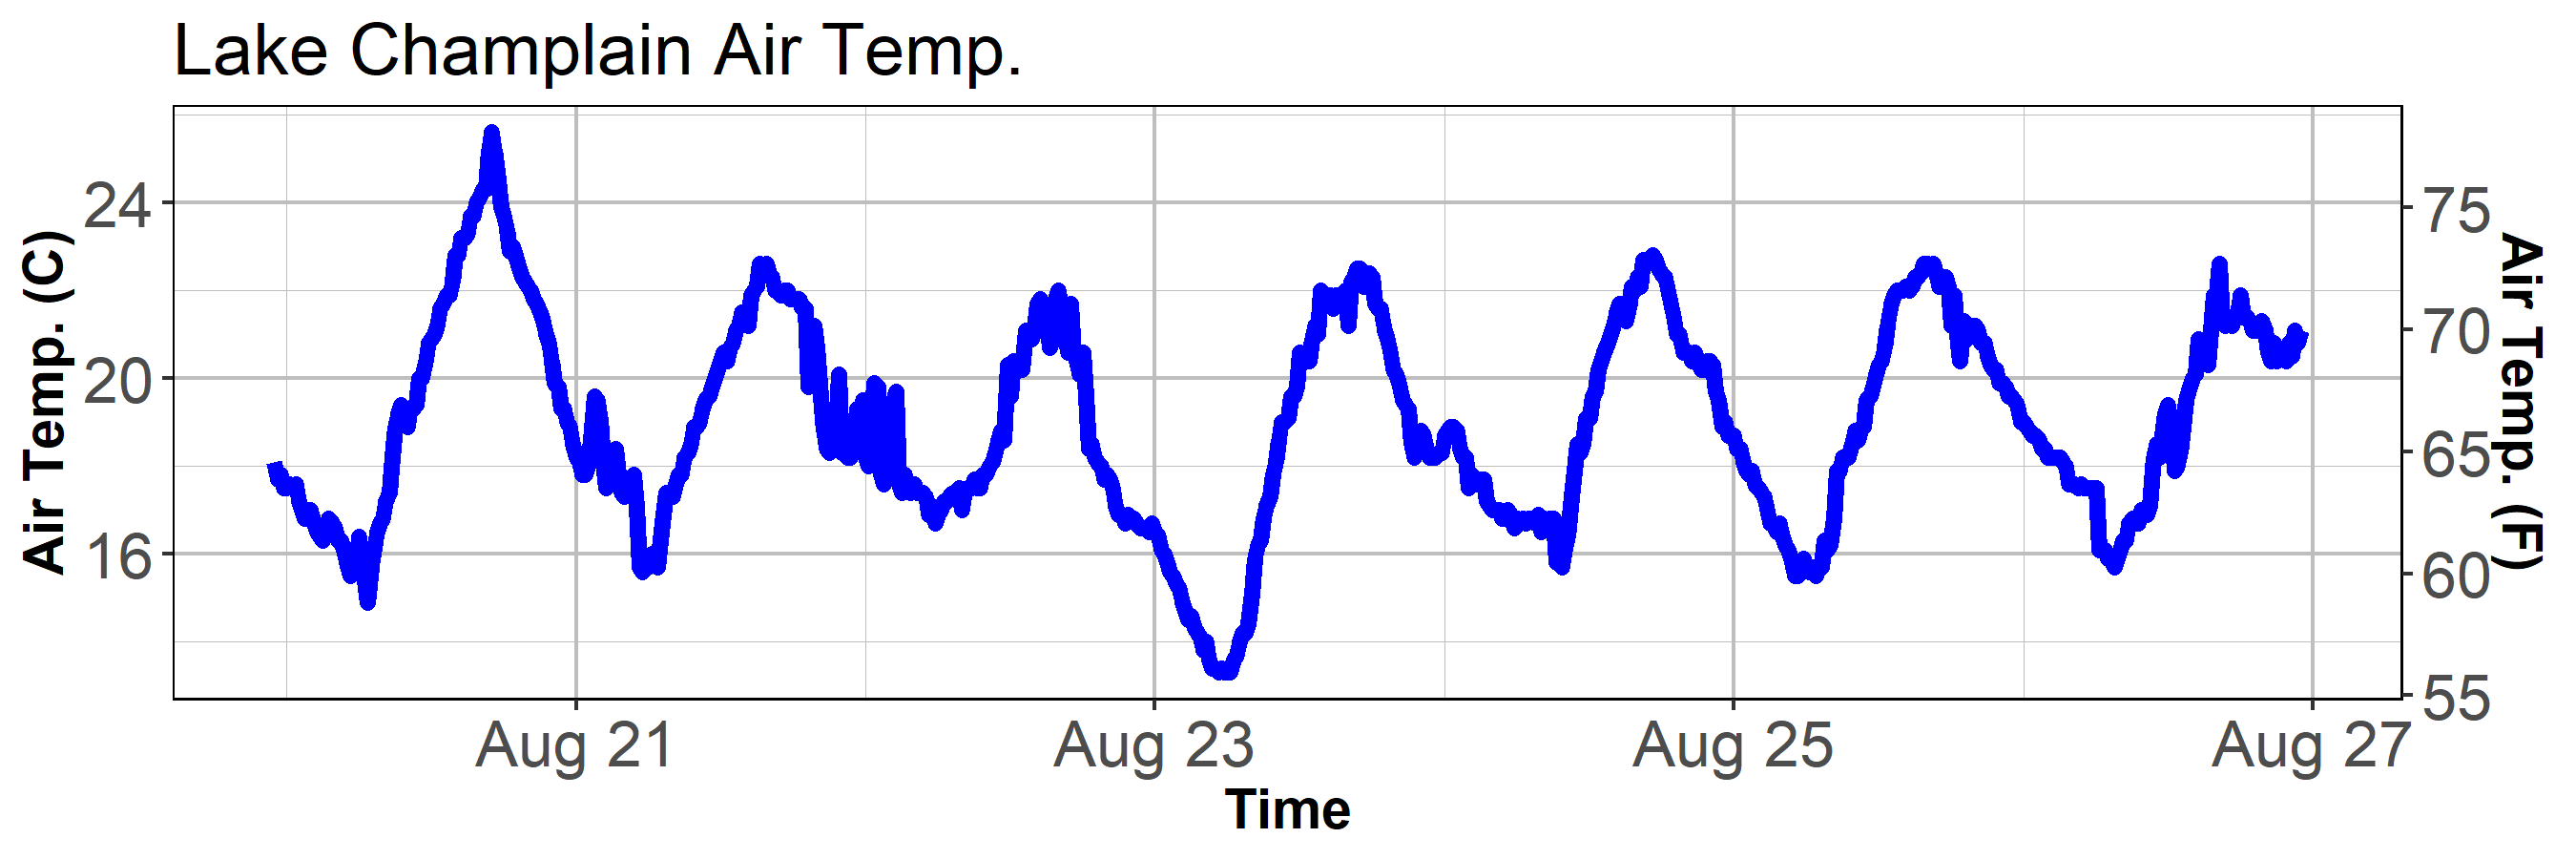 Lake Champlain Air Temp.
Air Temp. (C)
24
20
16
75
70
65
60
55
Air Temp. (F)
Aug 21 Aug 23 Aug 25 Aug 27
Time